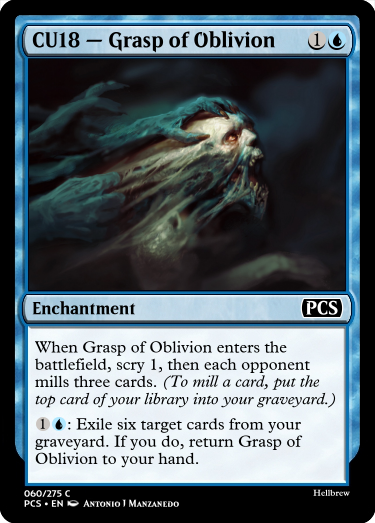 CU18 — Grasp of Oblivion 1
Enchantment PCS
When Grasp of Oblivion enters the
battlefield, scry 1, then each opponent
mills three cards. (To mill a card, put the
top card of your library into your graveyard.)
1 : Exile six target cards from your
graveyard. If you do, return Grasp of
Oblivion to your hand.
060/275 C Hellbrew
PCS • EN Antonio J Manzanedo